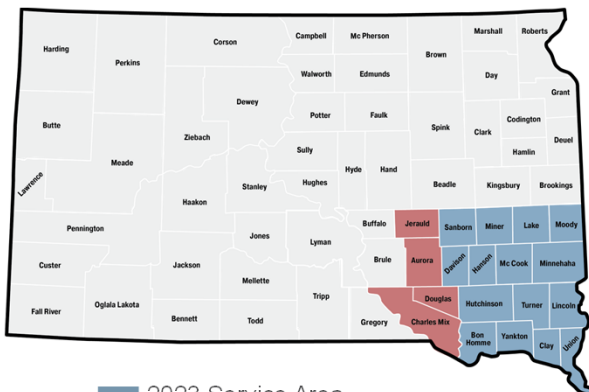 Harding
Perkins
Corson
Campbell
Mc Pherson
Brown
Marshall
Roberts
Walworth
Edmunds
Day
Grant
Butte
Dewey
Ziebach
Potter
Faulk
Spink
Clark
Codington
Hamlin
Deuel
Lawrence
Meade
Sully
Hyde
Hand
Haakon
Stanley
Hughes
Beadle
Kingsbury
Brookings
Pennington
Jones
Lyman
Buffalo
Jerauld
Sanborn
Miner
Lake
Moody
Custer
Jackson
Mellette
Brule
Aurora
Davison
Hanson
Mc Cook
Minnehaha
Fall River
Oglala Lakota
Bennett
Todd
Tripp
Gregory
Douglas
Charles Mix
Hutchinson
Turner
Lincoln
Bon
Homme
Yankton
Clay
Union
2023 Service Area